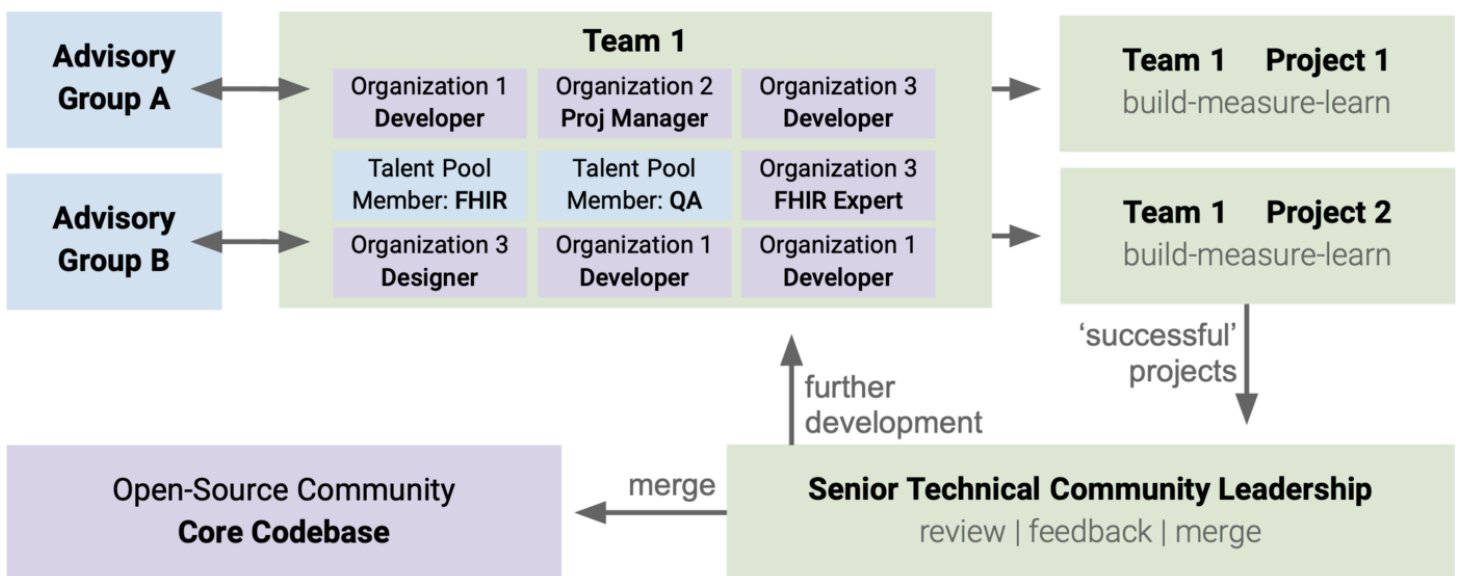 Advisory
Group A
Team 1
Organization 1
Developer
Organization 2
Proj Manager
Organization 3
Developer
Talent Pool
Member: FHIR
Talent Pool
Member: QA
Organization 3
FHIR Expert
Organization 3
Designer
Organization 1
Developer
Organization 1
Developer
Advisory
Group B
Team 1 Project 1
build-measure-learn
Team 1 Project 2
build-measure-learn
‘successful’
projects
further
development
Senior Technical Community Leadership
review | feedback | merge
merge
Open-Source Community
Core Codebase